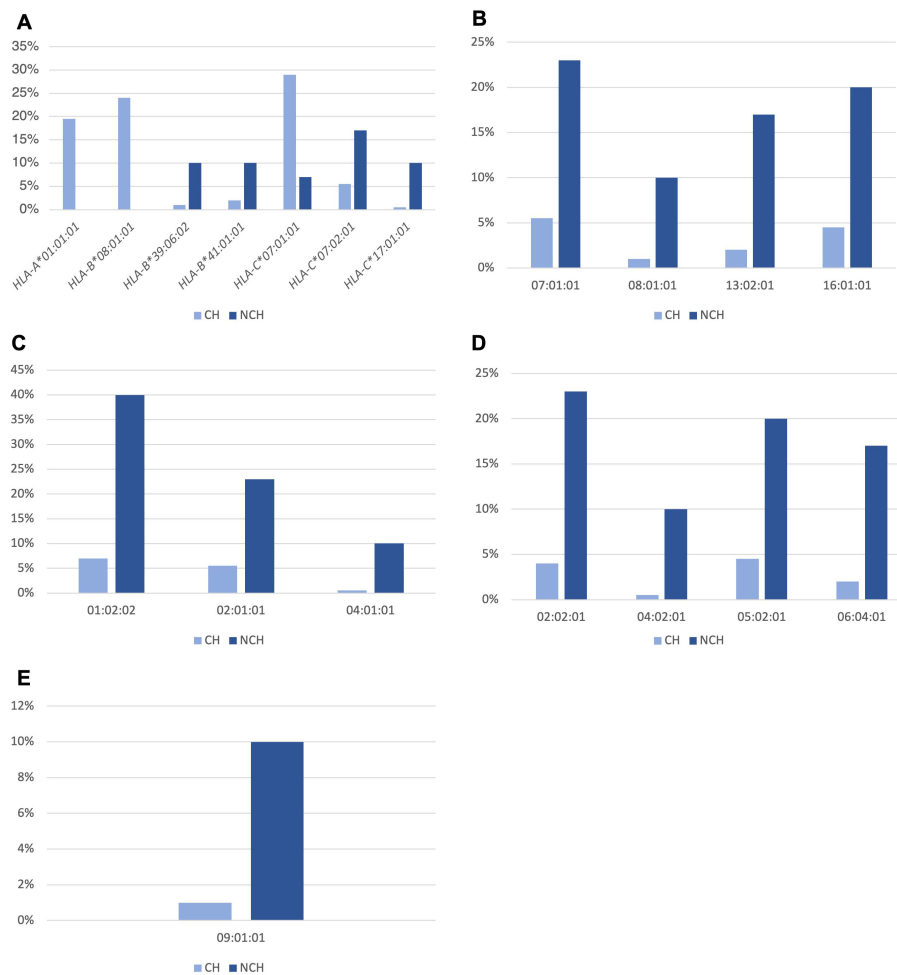 A
35%
30%
25%
20%
15%
10%
5%
0%
HLA-A*01:01:01
HLA-B*08:01:01
HLA-B*39:06:02
HLA-B*41:01:01
HLA-C*07:01:01
HLA-C*07:02:01
HLA-C*17:01:01
CH NCH
B
25%
20%
15%
10%
5%
0%
07:01:01 08:01:01 13:02:01 16:01:01
CH NCH
C
45%
40%
35%
30%
25%
20%
15%
10%
5%
0%
01:02:02 02:01:01 04:01:01
CH NCH
D
25%
20%
15%
10%
5%
0%
02:02:01 04:02:01 05:02:01 06:04:01
CH NCH
E
12%
10%
8%
6%
4%
2%
0%
09:01:01
CH NCH